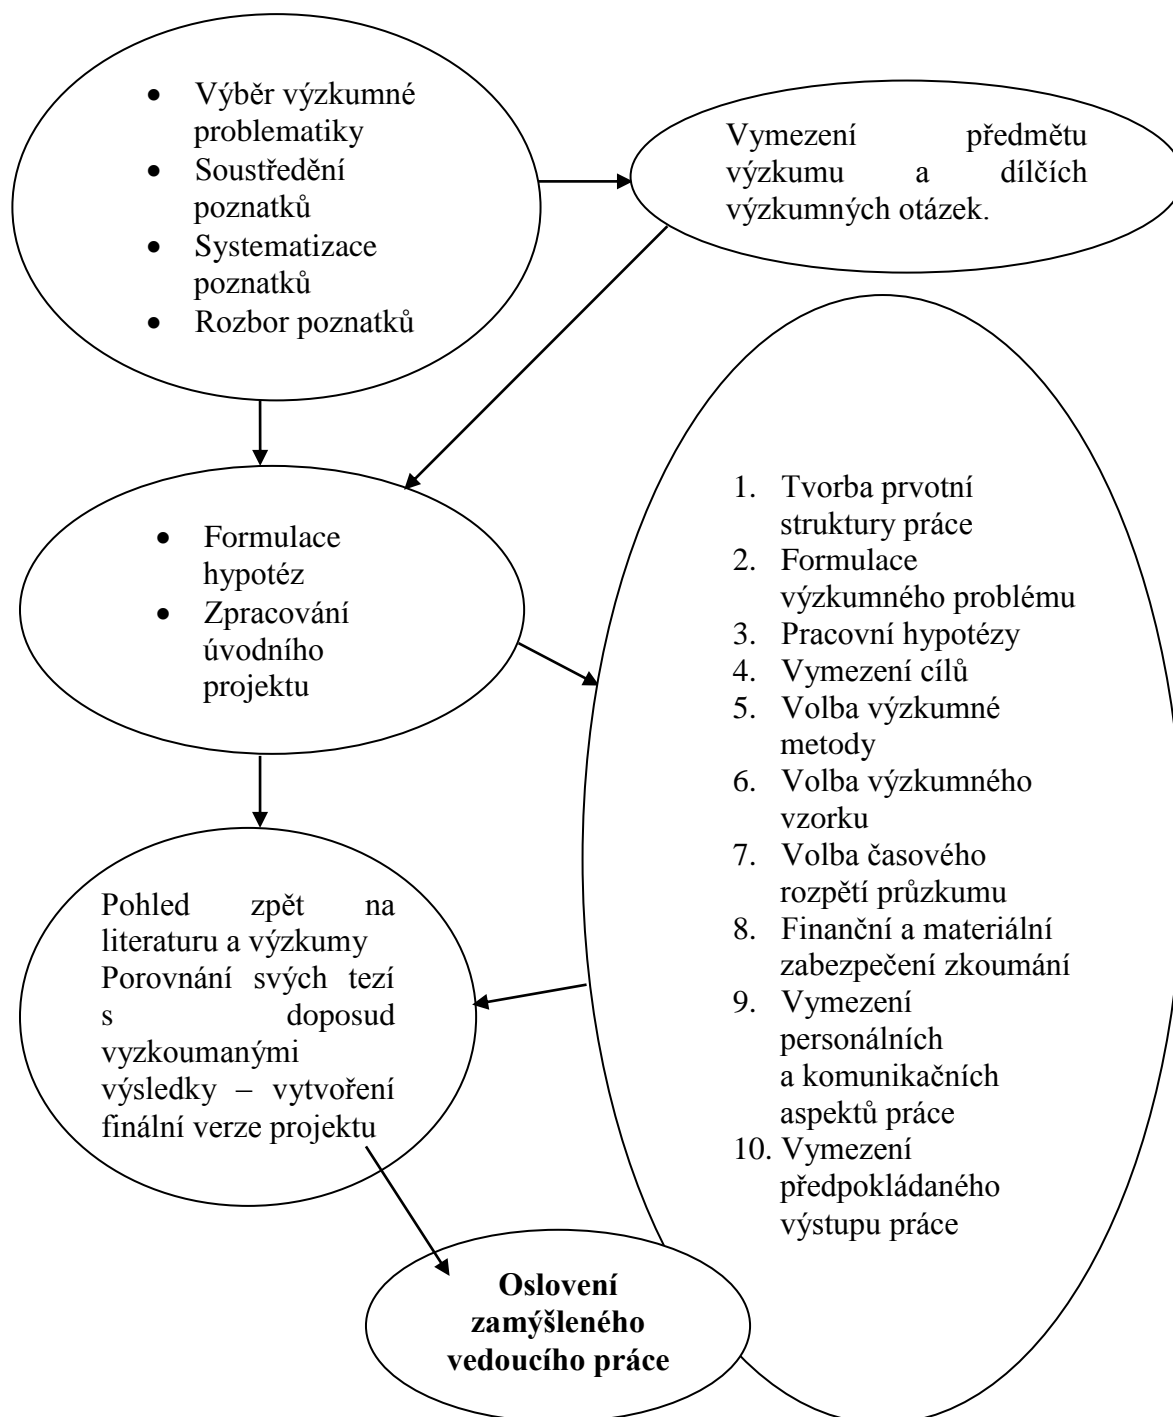 • Výběr výzkumné
problematiky
• Soustředění
poznatků
• Systematizace
poznatků
• Rozbor poznatků
Vymezení předmětu
výzkumu a dílčích
výzkumných otázek.
• Formulace
hypotéz
• Zpracování
úvodního
projektu
1. Tvorba prvotní
struktury práce
2. Formulace
výzkumného problému
3. Pracovní hypotézy
4. Vymezení cílů
5. Volba výzkumné
metody
6. Volba výzkumného
vzorku
7. Volba časového
rozpětí průzkumu
8. Finanční a materiální
zabezpečení zkoumání
9. Vymezení
personálních
a komunikačních
aspektů práce
10. Vymezení
předpokládaného
výstupu práce
Pohled zpět na
literaturu a výzkumy
Porovnání svých tezí
s doposud
vyzkoumanými
výsledky – vytvoření
finální verze projektu
Oslovení
zamýšleného
vedoucího práce